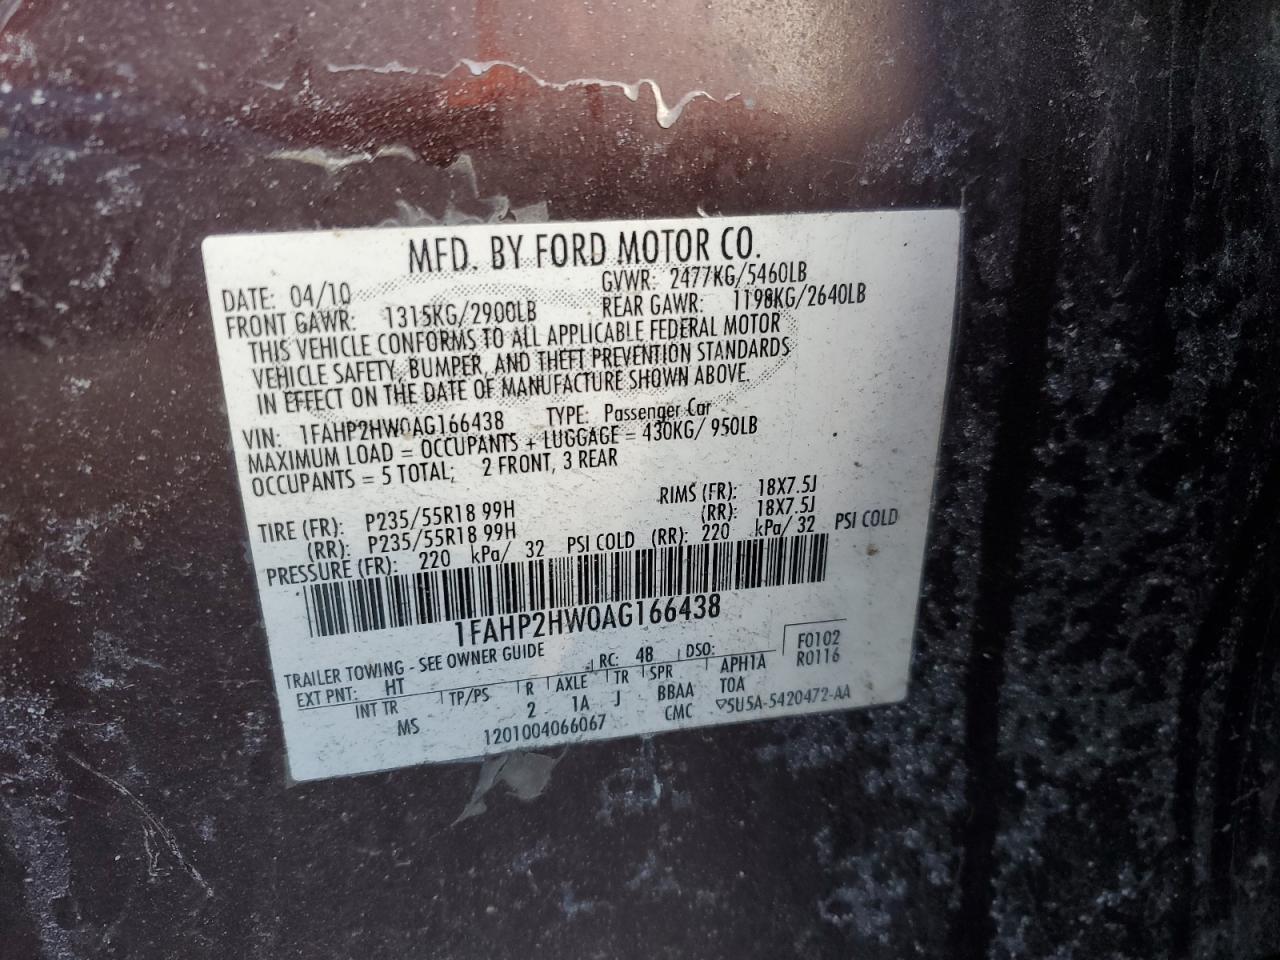 MFD. BY FORD MOTOR CO.
DATE: 04/10 GVWR: 2477KG/5460LB
FRONT GAWR: 1315KG/2900LB REAR GAWR: 1198KG/2640LB
THIS VEHICLE CONFORMS TO ALL APPLICABLE FEDERAL MOTOR
VEHICLE SAFETY, BUMPER, AND THEFT PREVENTION STANDARDS
IN EFFECT ON THE DATE OF MANUFACTURE SHOWN ABOVE.
VIN: 1FAHP2HW0AG166438 TYPE: Passenger Car
MAXIMUM LOAD = OCCUPANTS + LUGGAGE = 430KG/ 950LB
OCCUPANTS = 5 TOTAL; 2 FRONT, 3 REAR
TIRE (FR): P235/55R18 99H RIMS (FR): 18X7.5J
(RR): P235/55R18 99H (RR): 18X7.5J
PRESSURE (FR): 220 kPa/ 32 PSI COLD (RR): 220 kPa/ 32 PSI COLD
1FAHP2HW0AG166438
TRAILER TOWING - SEE OWNER GUIDE RC: 48 DSO: F0102
EXT PNT: HT R0116
INT TR TP/PS R AXLE TR SPR APH1A
MS 2 1A J BBAA TOA
1201004066067 CMC ▽5U5A-5420472-AA